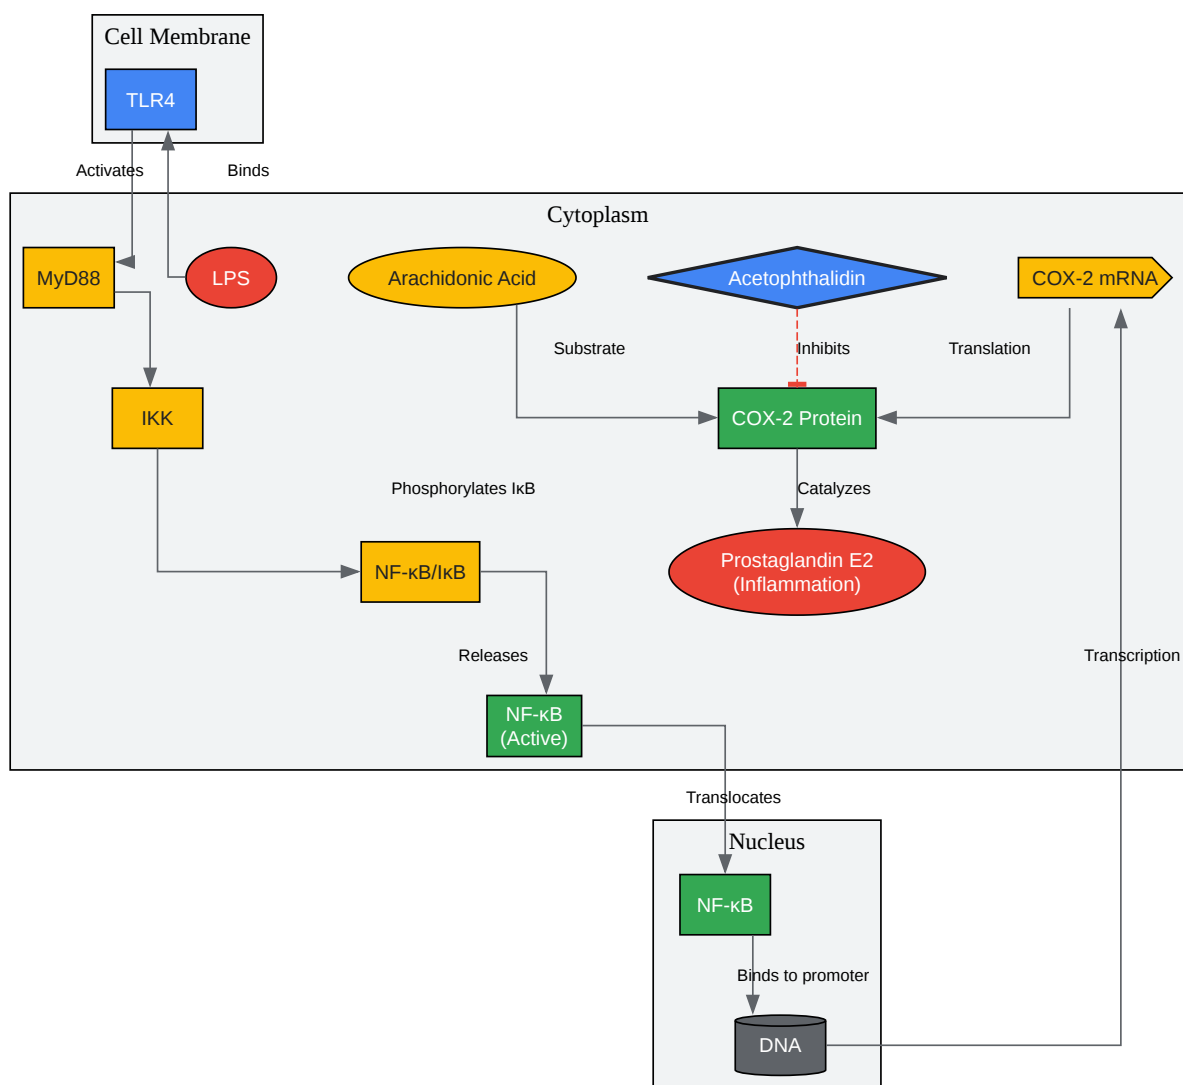 Cell Membrane
TLR4
Activates
Binds
Cytoplasm
MyD88
LPS
Arachidonic Acid
Acetophthalidin
COX-2 mRNA
Substrate
Inhibits
Translation
IKK
COX-2 Protein
Phosphorylates IκB
Catalyzes
NF-κB/IκB
Prostaglandin E2
(Inflammation)
Releases
Transcription
NF-κB
(Active)
Translocates
Nucleus
NF-κB
Binds to promoter
DNA